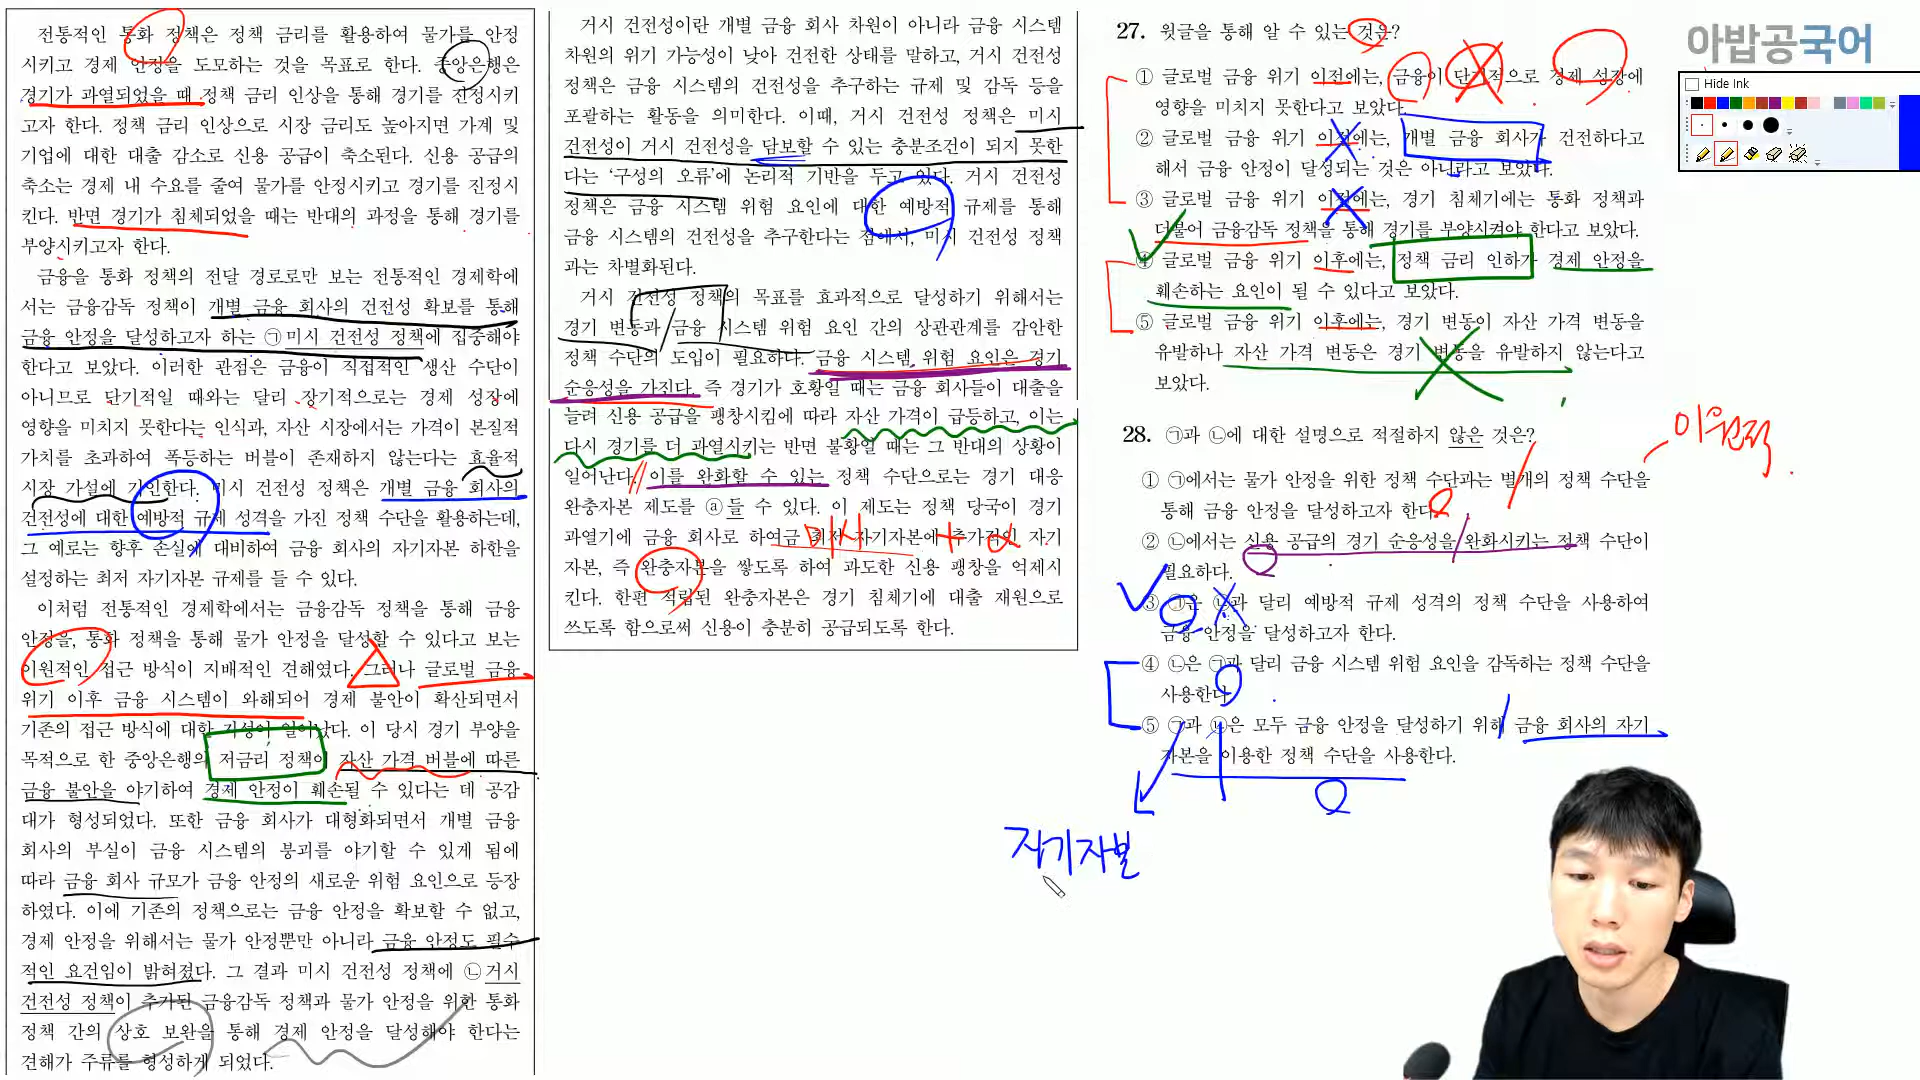 전통적인 통화 정책은 정책 금리를 활용하여 물가를 안정
시키고 경제 안정을 도모하는 것을 목표로 한다. 중앙은행은
경기가 과열되었을 때 정책 금리 인상을 통해 경기를 진정시키
고자 한다. 정책 금리 인상으로 시장 금리도 높아지면 가계 및
기업에 대한 대출 감소로 신용 공급이 축소된다. 신용 공급의
축소는 경제 내 수요를 줄여 물가를 안정시키고 경기를 진정시
킨다. 반면 경기가 침체되었을 때는 반대의 과정을 통해 경기를
부양시키고자 한다.
금융을 통화 정책의 전달 경로로만 보는 전통적인 경제학에
서는 금융감독 정책이 개별 금융 회사의 건전성 확보를 통해
금융 안정을 달성하고자 하는 ㉠미시 건전성 정책에 집중해야
한다고 보았다. 이러한 관점은 금융이 직접적인 생산 수단이
아니므로 단기적일 때와는 달리 장기적으로는 경제 성장에
영향을 미치지 못한다는 인식과, 자산 시장에서는 가격이 본질적
가치를 초과하여 폭등하는 버블이 존재하지 않는다는 효율적
시장 가설에 기인한다. 미시 건전성 정책은 개별 금융 회사의
건전성에 대한 예방적 규제 성격을 가진 정책 수단을 활용하는데,
그 예로는 향후 손실에 대비하여 금융 회사의 자기자본 하한을
설정하는 최저 자기자본 규제를 들 수 있다.
이처럼 전통적인 경제학에서는 금융감독 정책을 통해 금융
안정을, 통화 정책을 통해 물가 안정을 달성할 수 있다고 보는
이원적인 접근 방식이 지배적인 견해였다. 그러나 글로벌 금융
위기 이후 금융 시스템이 와해되어 경제 불안이 확산되면서
기존의 접근 방식에 대한 자성이 일어났다. 이 당시 경기 부양을
목적으로 한 중앙은행의 저금리 정책이 자산 가격 버블에 따른
금융 불안을 야기하여 경제 안정이 훼손될 수 있다는 데 공감
대가 형성되었다. 또한 금융 회사가 대형화되면서 개별 금융
회사의 부실이 금융 시스템의 붕괴를 야기할 수 있게 됨에
따라 금융 회사 규모가 금융 안정의 새로운 위험 요인으로 등장
하였다. 이에 기존의 정책으로는 금융 안정을 확보할 수 없고,
경제 안정을 위해서는 물가 안정뿐만 아니라 금융 안정도 필수
적인 요건임이 밝혀졌다. 그 결과 미시 건전성 정책에 ㉡거시
건전성 정책이 추가된 금융감독 정책과 물가 안정을 위한 통화
정책 간의 상호 보완을 통해 경제 안정을 달성해야 한다는
견해가 주류를 형성하게 되었다.
거시 건전성이란 개별 금융 회사 차원이 아니라 금융 시스템
차원의 위기 가능성이 낮아 건전한 상태를 말하고, 거시 건전성
정책은 금융 시스템의 건전성을 추구하는 규제 및 감독 등을
포괄하는 활동을 의미한다. 이때, 거시 건전성 정책은 미시
건전성이 거시 건전성을 담보할 수 있는 충분조건이 되지 못한
다는 '구성의 오류'에 논리적 기반을 두고 있다. 거시 건전성
정책은 금융 시스템 위험 요인에 대한 예방적 규제를 통해
금융 시스템의 건전성을 추구한다는 점에서, 미시 건전성 정책
과는 차별화된다.
거시 건전성 정책의 목표를 효과적으로 달성하기 위해서는
경기 변동과 금융 시스템 위험 요인 간의 상관관계를 감안한
정책 수단의 도입이 필요하다. 금융 시스템 위험 요인은 경기
순응성을 가진다. 즉 경기가 호황일 때는 금융 회사들이 대출을
늘려 신용 공급을 팽창시킴에 따라 자산 가격이 급등하고, 이는
다시 경기를 더 과열시키는 반면 불황일 때는 그 반대의 상황이
일어난다. 이를 완화할 수 있는 정책 수단으로는 경기 대응
완충자본 제도를 ⓐ들 수 있다. 이 제도는 정책 당국이 경기
과열기에 금융 회사로 하여금 최저 자기자본에 추가적인 자기
자본, 즉 완충자본을 쌓도록 하여 과도한 신용 팽창을 억제시
킨다. 한편 적립된 완충자본은 경기 침체기에 대출 재원으로
쓰도록 함으로써 신용이 충분히 공급되도록 한다.
미시 + α
27. 윗글을 통해 알 수 있는 것은?
① 글로벌 금융 위기 이전에는, 금융이 단기적으로 경제 성장에
영향을 미치지 못한다고 보았다.
② 글로벌 금융 위기 이전에는, 개별 금융 회사가 건전하다고
해서 금융 안정이 달성되는 것은 아니라고 보았다.
③ 글로벌 금융 위기 이전에는, 경기 침체기에는 통화 정책과
더불어 금융감독 정책을 통해 경기를 부양시켜야 한다고 보았다.
④ 글로벌 금융 위기 이후에는, 정책 금리 인하가 경제 안정을
훼손하는 요인이 될 수 있다고 보았다.
⑤ 글로벌 금융 위기 이후에는, 경기 변동이 자산 가격 변동을
유발하나 자산 가격 변동은 경기 변동을 유발하지 않는다고
보았다.
28. ㉠과 ㉡에 대한 설명으로 적절하지 않은 것은?
이원적
① ㉠에서는 물가 안정을 위한 정책 수단과는 별개의 정책 수단을
통해 금융 안정을 달성하고자 한다.
② ㉡에서는 신용 공급의 경기 순응성을 완화시키는 정책 수단이
필요하다.
③ ㉠은 ㉡과 달리 예방적 규제 성격의 정책 수단을 사용하여
금융 안정을 달성하고자 한다.
④ ㉡은 ㉠과 달리 금융 시스템 위험 요인을 감독하는 정책 수단을
사용한다.
⑤ ㉠과 ㉡은 모두 금융 안정을 달성하기 위해 금융 회사의 자기
자본을 이용한 정책 수단을 사용한다.
자기자본
아밥공국어
Hide Ink